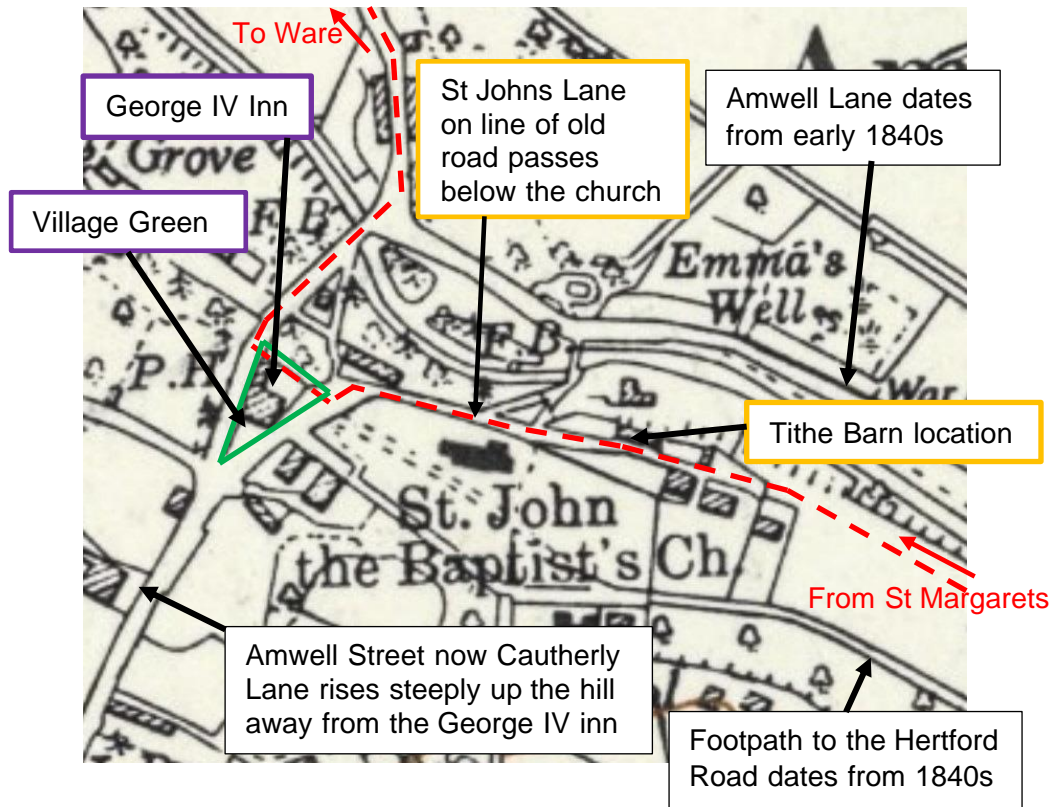 To Ware
George IV Inn
St Johns Lane
on line of old
road passes
below the church
Amwell Lane dates
from early 1840s
Grove
Village Green
F.B.
Emma's
Well
P.H.
F.B.
War
Tithe Barn location
St. John
the Baptist's Ch.
From St Margarets
Amwell Street now Cautherly
Lane rises steeply up the hill
away from the George IV inn
Footpath to the Hertford
Road dates from 1840s